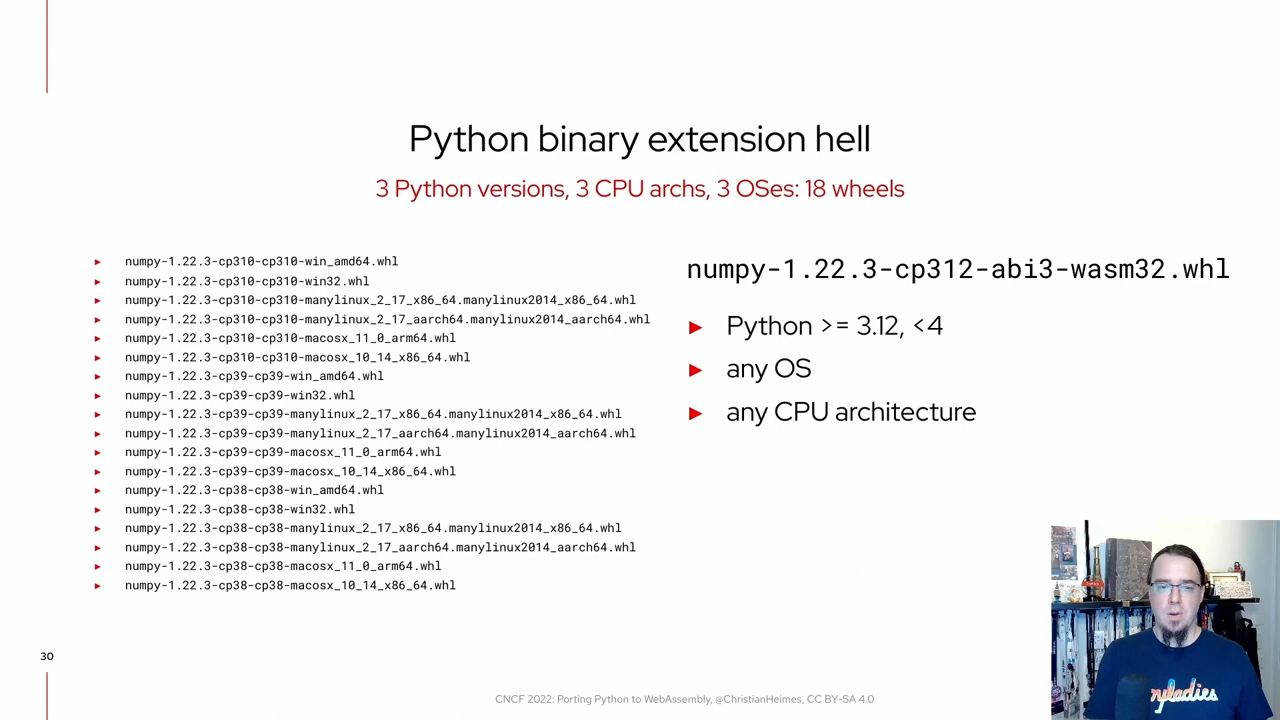 Python binary extension hell
3 Python versions, 3 CPU archs, 3 OSes: 18 wheels
► numpy-1.22.3-cp310-cp310-win_amd64.whl
► numpy-1.22.3-cp310-cp310-win32.whl
► numpy-1.22.3-cp310-cp310-manylinux_2_17_x86_64.manylinux2014_x86_64.whl
► numpy-1.22.3-cp310-cp310-manylinux_2_17_aarch64.manylinux2014_aarch64.whl
► numpy-1.22.3-cp310-cp310-macosx_11_0_arm64.whl
► numpy-1.22.3-cp310-cp310-macosx_10_14_x86_64.whl
► numpy-1.22.3-cp39-cp39-win_amd64.whl
► numpy-1.22.3-cp39-cp39-win32.whl
► numpy-1.22.3-cp39-cp39-manylinux_2_17_x86_64.manylinux2014_x86_64.whl
► numpy-1.22.3-cp39-cp39-manylinux_2_17_aarch64.manylinux2014_aarch64.whl
► numpy-1.22.3-cp39-cp39-macosx_11_0_arm64.whl
► numpy-1.22.3-cp39-cp39-macosx_10_14_x86_64.whl
► numpy-1.22.3-cp38-cp38-win_amd64.whl
► numpy-1.22.3-cp38-cp38-win32.whl
► numpy-1.22.3-cp38-cp38-manylinux_2_17_x86_64.manylinux2014_x86_64.whl
► numpy-1.22.3-cp38-cp38-manylinux_2_17_aarch64.manylinux2014_aarch64.whl
► numpy-1.22.3-cp38-cp38-macosx_11_0_arm64.whl
► numpy-1.22.3-cp38-cp38-macosx_10_14_x86_64.whl
numpy-1.22.3-cp312-abi3-wasm32.whl
► Python >= 3.12, <4
► any OS
► any CPU architecture
30
CNCF 2022: Porting Python to WebAssembly, @ChristianHeimes, CC BY-SA 4.0